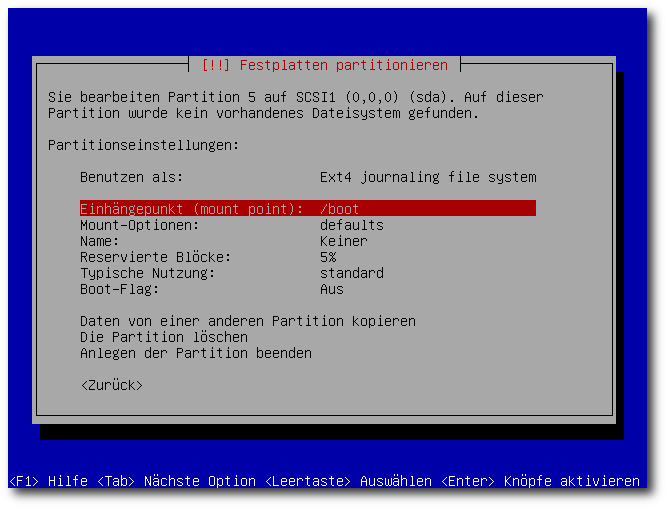 [!!] Festplatten partitionieren
Sie bearbeiten Partition 5 auf SCSI1 (0,0,0) (sda). Auf dieser
Partition wurde kein vorhandenes Dateisystem gefunden.
Partitionseinstellungen:
Benutzen als: Ext4 journaling file system
Einhängepunkt (mount point): /boot
Mount-Optionen: defaults
Name: Keiner
Reservierte Blöcke: 5%
Typische Nutzung: standard
Boot-Flag: Aus
Daten von einer anderen Partition kopieren
Die Partition löschen
Anlegen der Partition beenden
<Zurück>
<F1> Hilfe <Tab> Nächste Option <Leertaste> Auswählen <Enter> Knöpfe aktivieren